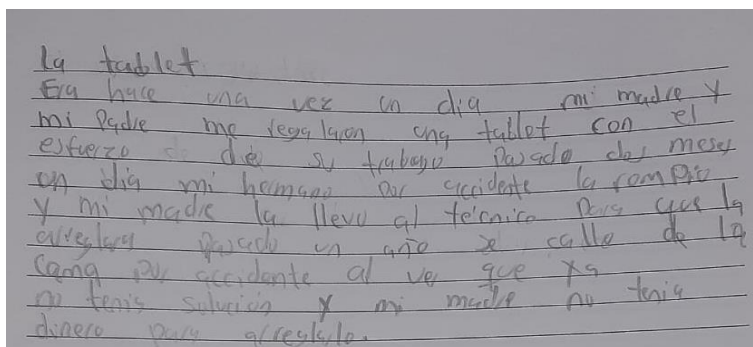 la tablet
Era hace una vez un dia mi madre y
mi Padre me regalaron una tablet con el
esfuerzo de su trabajo Pasado dos meses
un dia mi hermano Por accidente la rompio
Y mi madre la llevo al técnico Para que la
arreglara Pasado un año se callo de la
cama por accidente al ver que ya
no tenia solución y mi madre no tenia
dinero para arreglalo.